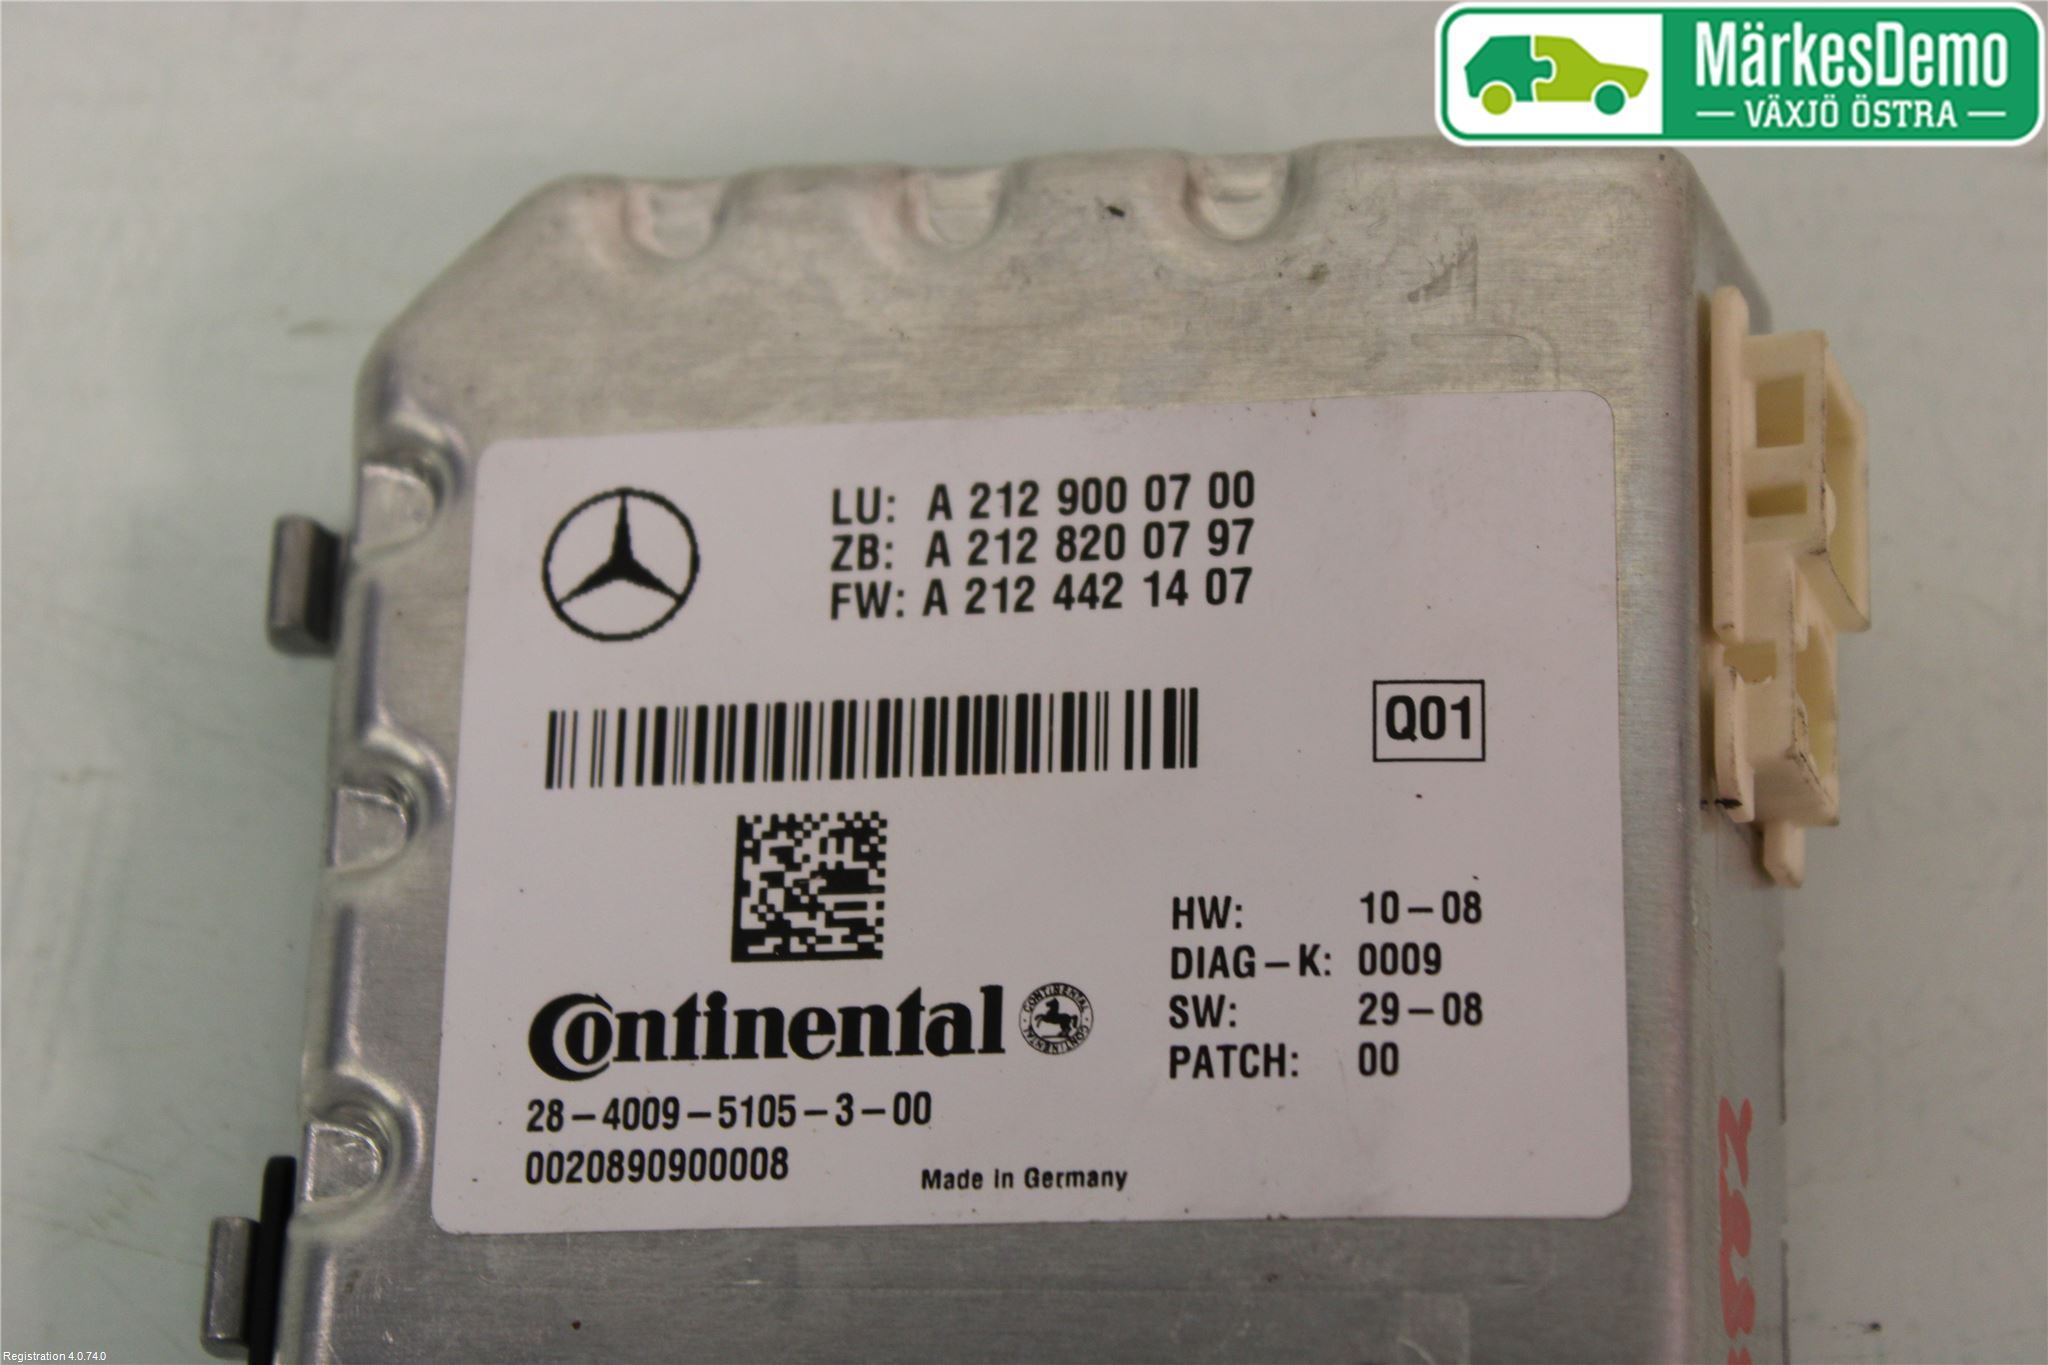 MärkesDemo
VÄXJÖ ÖSTRA
LU: A 212 900 07 00
ZB: A 212 820 07 97
FW: A 212 442 14 07
Q01
HW: 10-08
DIAG-K: 0009
SW: 29-08
PATCH: 00
Continental
CONTINENTAL · CONTINENTAL ·
28-4009-5105-3-00
0020890900008
Made in Germany
Registration 4.0.74.0